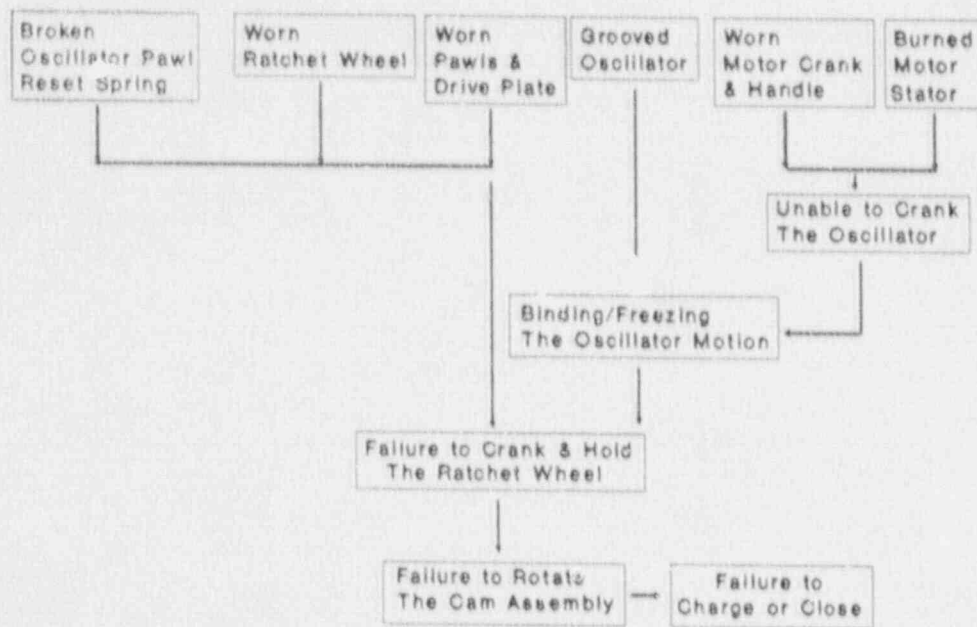 Broken
Oscillator Pawl
Reset Spring
Worn
Ratchet Wheel
Worn
Pawls &
Drive Plate
Grooved
Oscillator
Worn
Motor Crank
& Handle
Burned
Motor
Stator
Unable to Crank
The Oscillator
Binding/Freezing
The Oscillator Motion
Failure to Crank & Hold
The Ratchet Wheel
Failure to Rotate
The Cam Assembly
Failure to
Charge or Close